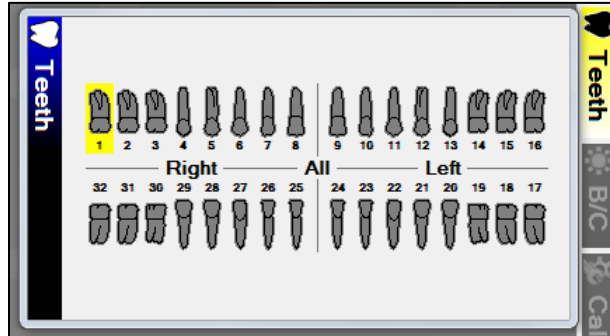 Teeth
1 2 3 4 5 6 7 8 9 10 11 12 13 14 15 16
Right All Left
32 31 30 29 28 27 26 25 24 23 22 21 20 19 18 17
Teeth
B/C
Cal